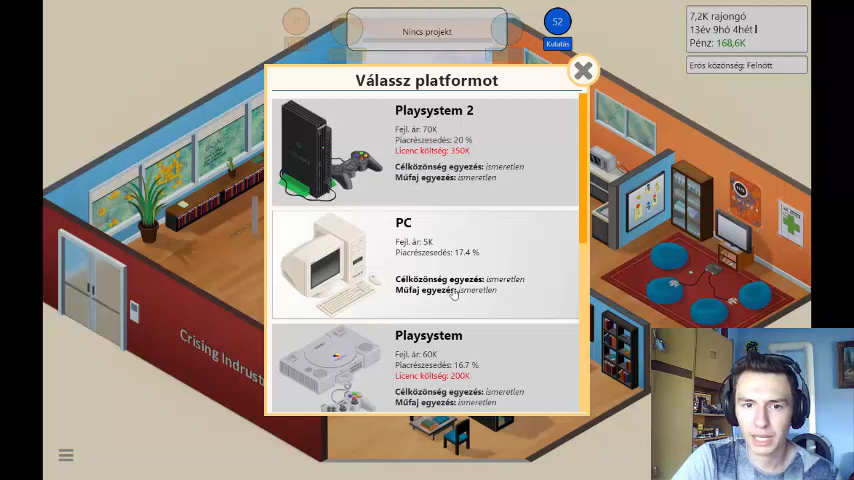 Nincs projekt
52
Kutatás
7,2K rajongó
13év 9hó 4hét
Pénz: 168,6K
Erős közönség: Felnőtt
Válassz platformot
Playsystem 2
Fejl. ár: 70K
Piacrészesedés: 20 %
Licenc költség: 350K
Célközönség egyezés: ismeretlen
Műfaj egyezés: ismeretlen
PC
Fejl. ár: 5K
Piacrészesedés: 17.4 %
Célközönség egyezés: ismeretlen
Műfaj egyezés: ismeretlen
Playsystem
Fejl. ár: 60K
Piacrészesedés: 16.7 %
Licenc költség: 200K
Célközönség egyezés: ismeretlen
Műfaj egyezés: ismeretlen
Crising Indrust